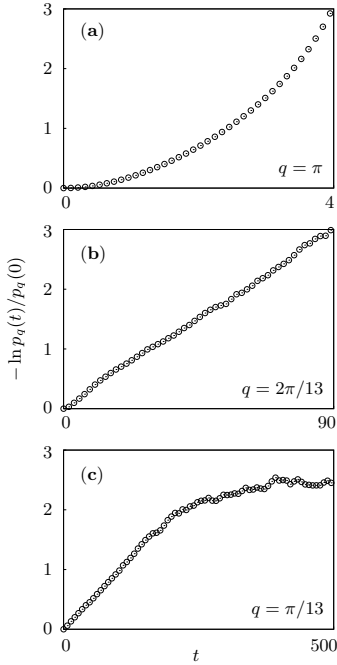 3
(a)
2
1
q = π
0
0
4
3
(b)
2
1
q = 2π/13
0
0
90
− ln p_q(t)/p_q(0)
3
(c)
2
1
q = π/13
0
0
t
500